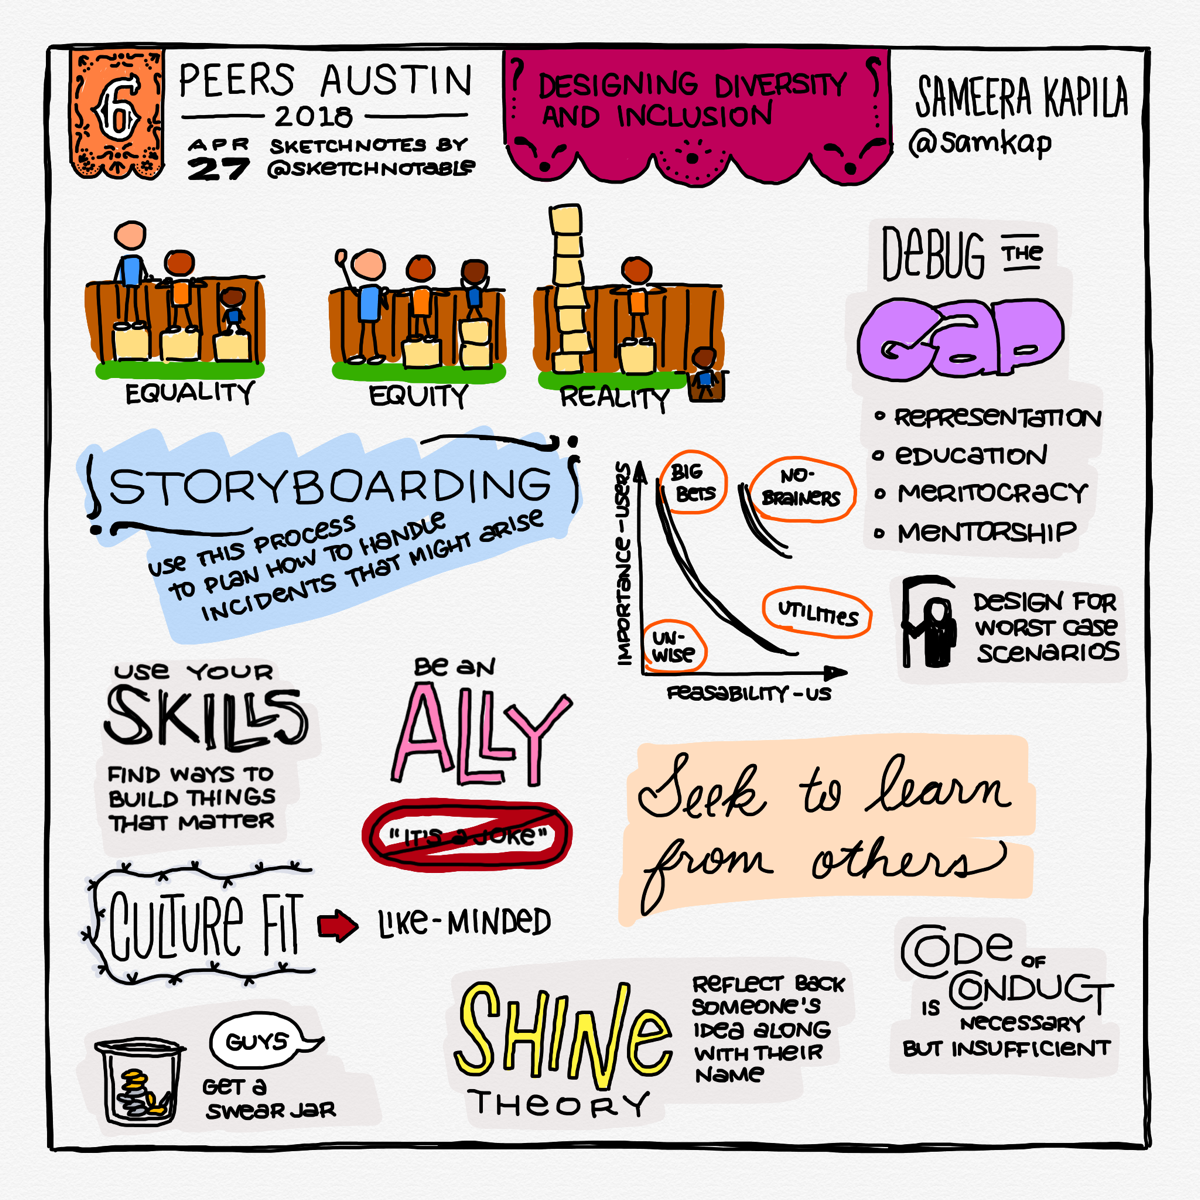 6
PEERS AUSTIN
2018
APR
27
SKETCHNOTES BY
@SKETCHNOTABLE
DESIGNING DIVERSITY
AND INCLUSION
SAMEERA KAPILA
@samkap
EQUALITY
EQUITY
REALITY
DEBUG THE
GAP
• REPRESENTATION
• EDUCATION
• MERITOCRACY
• MENTORSHIP
STORYBOARDING
USE THIS PROCESS
TO PLAN HOW TO HANDLE
INCIDENTS THAT MIGHT ARISE
IMPORTANCE-USERS
BIG
BETS
NO-
BRAINERS
UTILITIES
UN-
WISE
FEASABILITY-US
DESIGN FOR
WORST CASE
SCENARIOS
USE YOUR
SKILLS
FIND WAYS TO
BUILD THINGS
THAT MATTER
BE AN
ALLY
"IT'S A JOKE"
Seek to learn
from others
CULTURE FIT
LIKE-MINDED
CODE OF
CONDUCT
IS NECESSARY
BUT INSUFFICIENT
GUYS
GET A
SWEAR JAR
SHINE
THEORY
REFLECT BACK
SOMEONE'S
IDEA ALONG
WITH THEIR
NAME